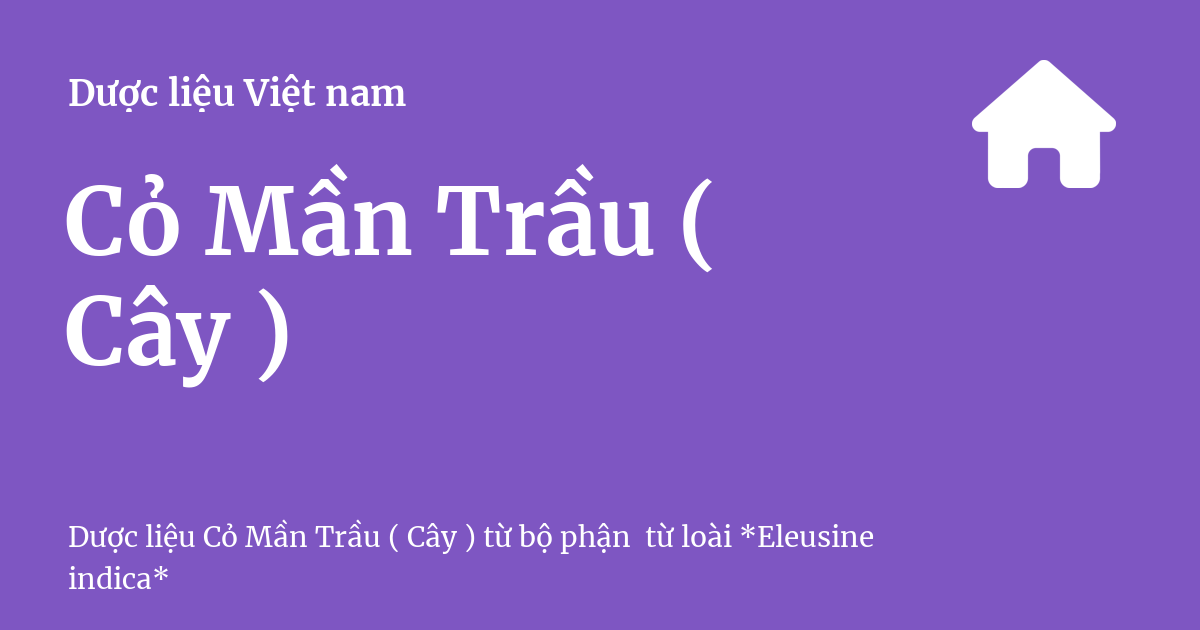 Dược liệu Việt nam
Cỏ Mần Trầu (
Cây )
Dược liệu Cỏ Mần Trầu ( Cây ) từ bộ phận  từ loài *Eleusine
indica*